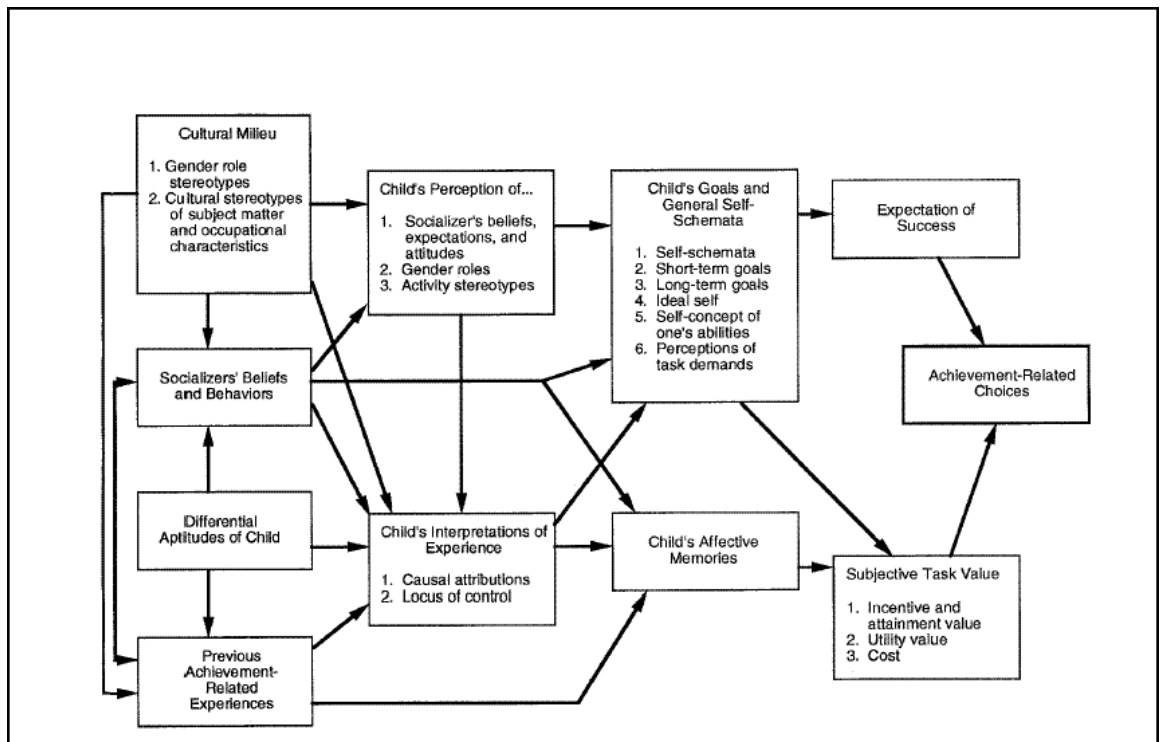 Cultural Milieu
1. Gender role
stereotypes
2. Cultural stereotypes
of subject matter
and occupational
characteristics
Socializers' Beliefs
and Behaviors
Differential
Aptitudes of Child
Previous
Achievement-
Related
Experiences
Child's Perception of...
1. Socializer's beliefs,
expectations, and
attitudes
2. Gender roles
3. Activity stereotypes
Child's Interpretations of
Experience
1. Causal attributions
2. Locus of control
Child's Goals and
General Self-
Schemata
1. Self-schemata
2. Short-term goals
3. Long-term goals
4. Ideal self
5. Self-concept of
one's abilities
6. Perceptions of
task demands
Child's Affective
Memories
Expectation of
Success
Achievement-Related
Choices
Subjective Task Value
1. Incentive and
attainment value
2. Utility value
3. Cost